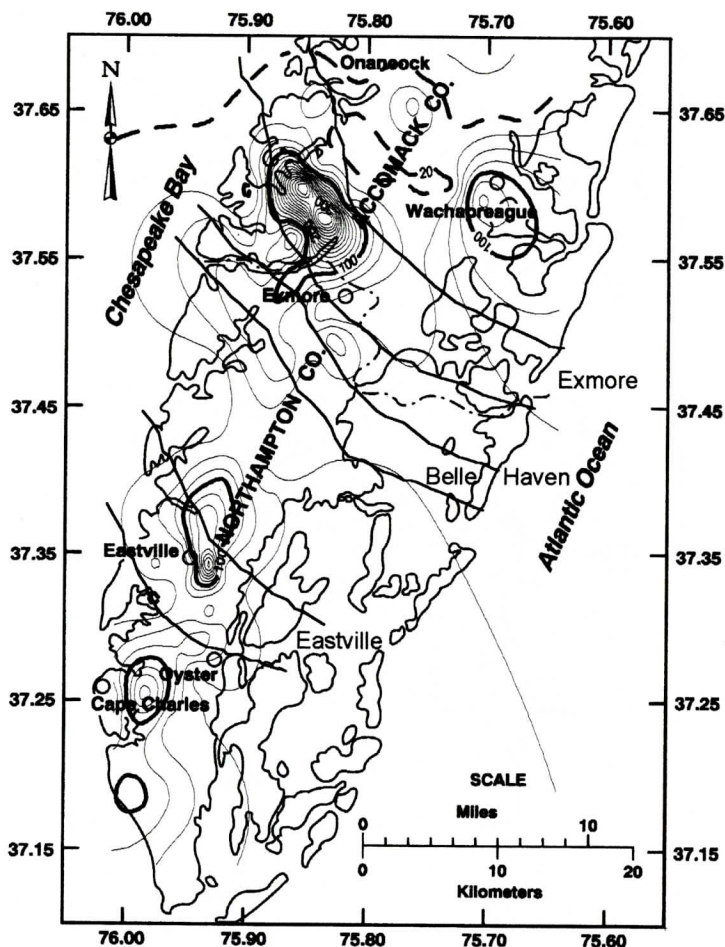 76.00 75.90 75.80 75.70 75.60
N
Onancock
37.65 37.65
ACCOMACK CO.
20
Wachapreague
100
Chesapeake Bay
37.55 37.55
100
Exmore
Exmore
NORTHAMPTON CO.
37.45 37.45
Belle Haven
Atlantic Ocean
Eastville
37.35 37.35
Eastville
Oyster
Cape Charles
37.25 37.25
SCALE
Miles
0 10
37.15 37.15
0 10 20
Kilometers
76.00 75.90 75.80 75.70 75.60